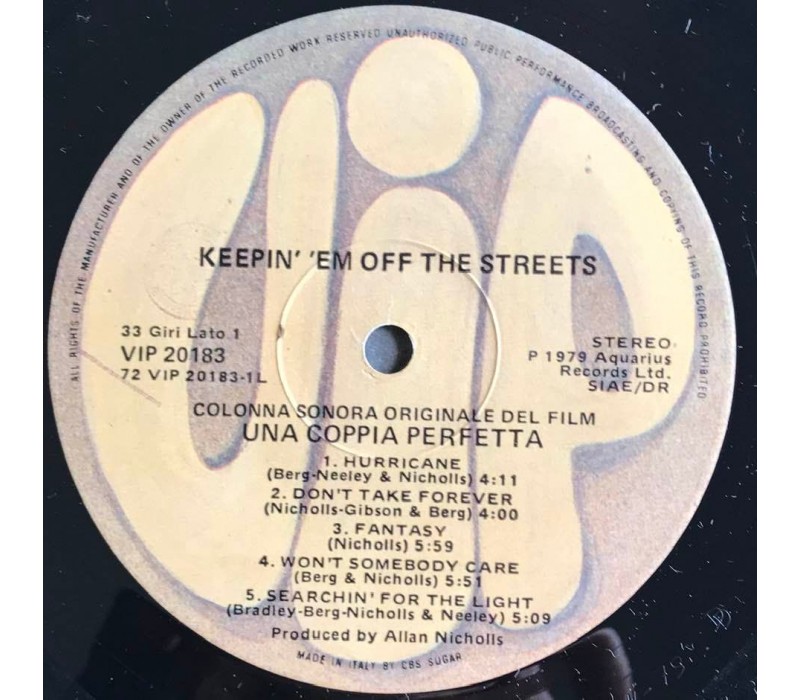 ALL RIGHTS OF THE MANUFACTURER AND OF THE OWNER OF THE RECORDED WORK RESERVED UNAUTHORIZED PUBLIC PERFORMANCE BROADCASTING AND COPYING OF THIS RECORD PROHIBITED
ViP
KEEPIN' 'EM OFF THE STREETS
33 Giri Lato 1
VIP 20183
72 VIP 20183-1L
STEREO
P 1979 Aquarius
Records Ltd.
SIAE/DR
COLONNA SONORA ORIGINALE DEL FILM
UNA COPPIA PERFETTA
1. HURRICANE
(Berg-Neeley & Nicholls) 4:11
2. DON'T TAKE FOREVER
(Nicholls-Gibson & Berg) 4:00
3. FANTASY
(Nicholls) 5:59
4. WON'T SOMEBODY CARE
(Berg & Nicholls) 5:51
5. SEARCHIN' FOR THE LIGHT
(Bradley-Berg-Nicholls & Neeley) 5:09
Produced by Allan Nicholls
MADE IN ITALY BY CBS SUGAR